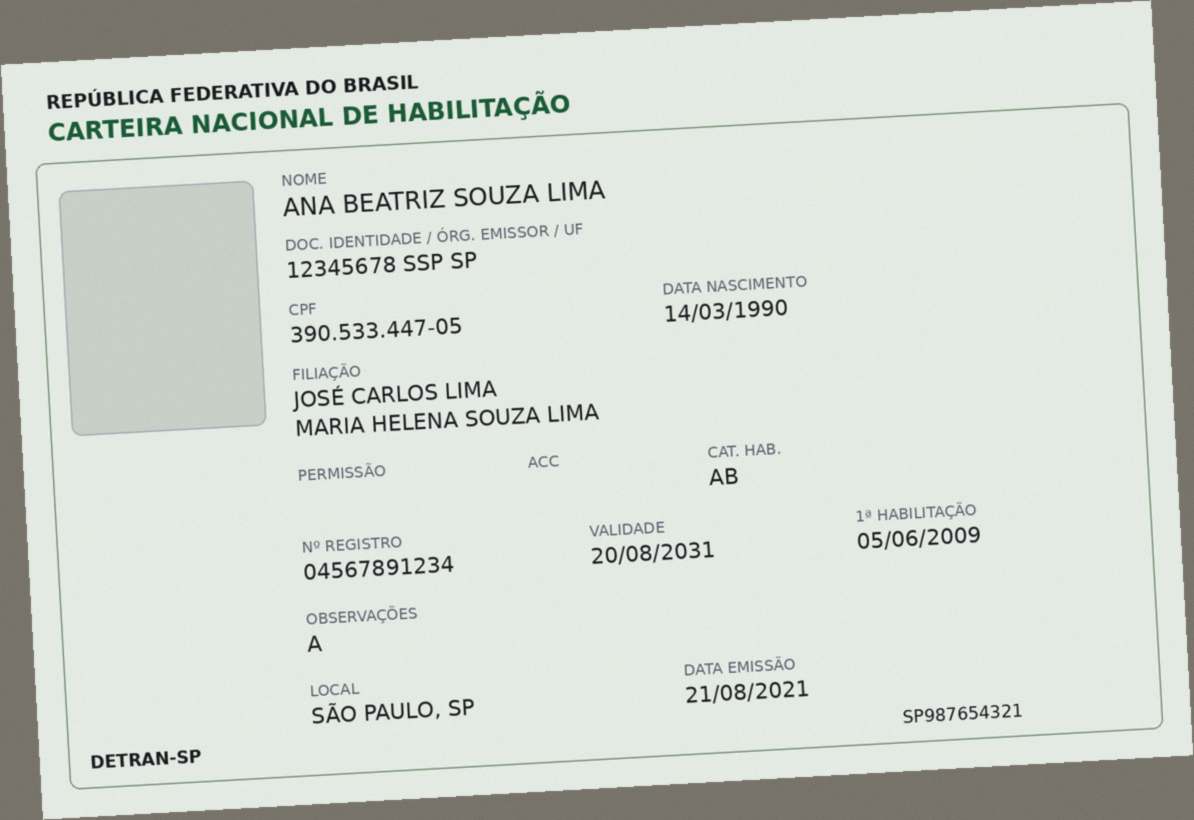 REPÚBLICA FEDERATIVA DO BRASIL
CARTEIRA NACIONAL DE HABILITAÇÃO
NOME
ANA BEATRIZ SOUZA LIMA
DOC. IDENTIDADE / ÓRG. EMISSOR / UF
12345678 SSP SP
CPF
390.533.447-05
DATA NASCIMENTO
14/03/1990
FILIAÇÃO
JOSÉ CARLOS LIMA
MARIA HELENA SOUZA LIMA
PERMISSÃO
ACC
CAT. HAB.
AB
Nº REGISTRO
04567891234
VALIDADE
20/08/2031
1ª HABILITAÇÃO
05/06/2009
OBSERVAÇÕES
A
LOCAL
SÃO PAULO, SP
DATA EMISSÃO
21/08/2021
SP987654321
DETRAN-SP